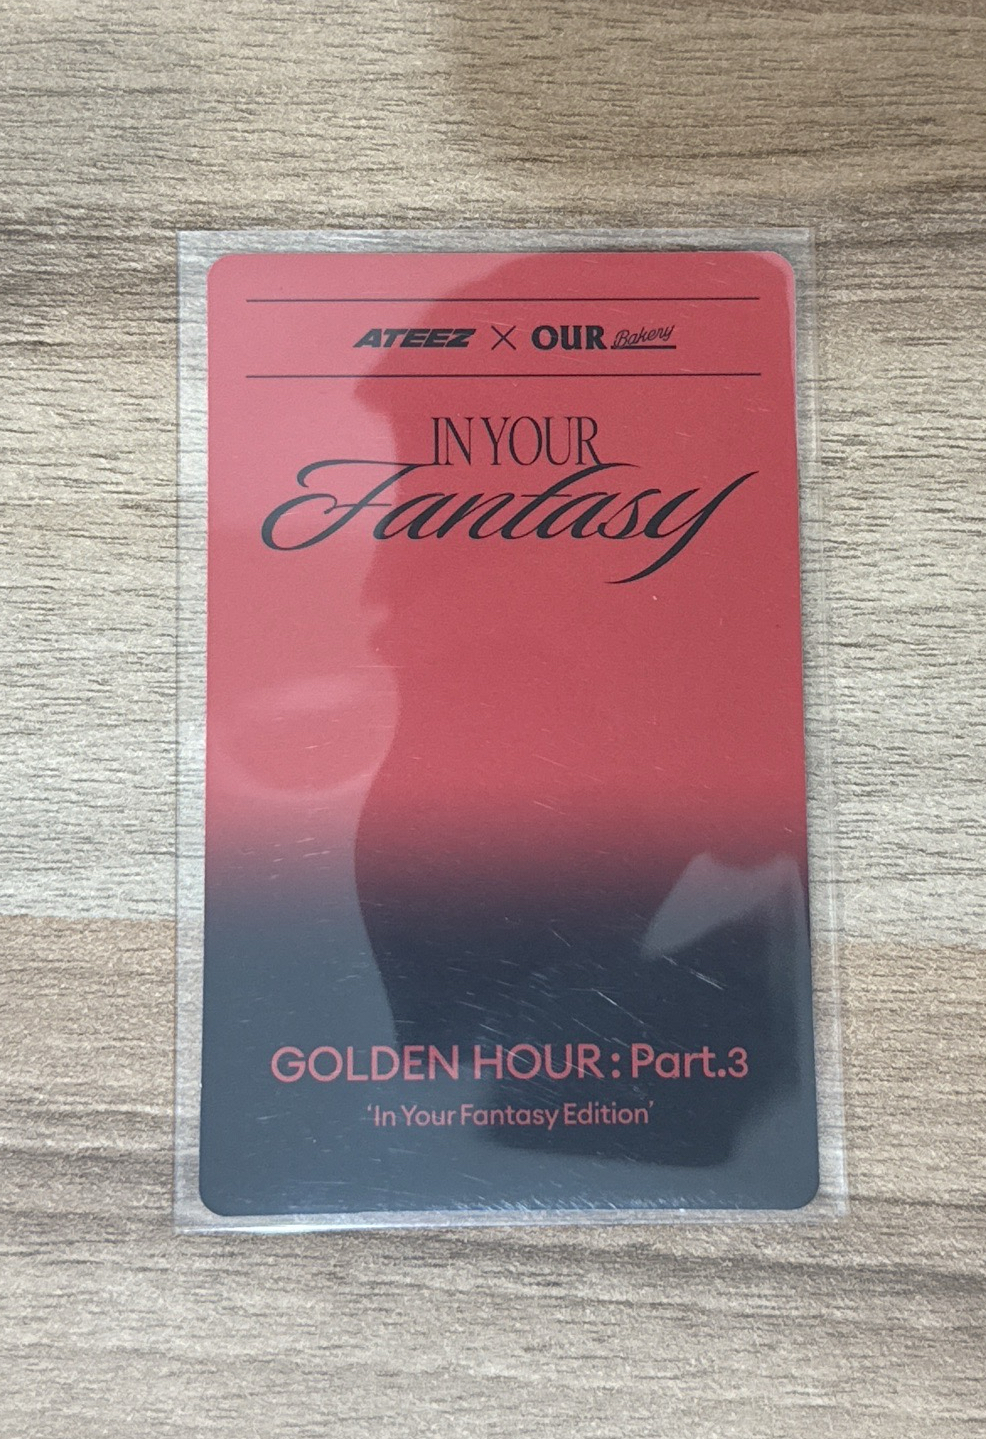 ATEEZ × OUR Bakery
IN YOUR
Fantasy
GOLDEN HOUR : Part.3
‘In Your Fantasy Edition’